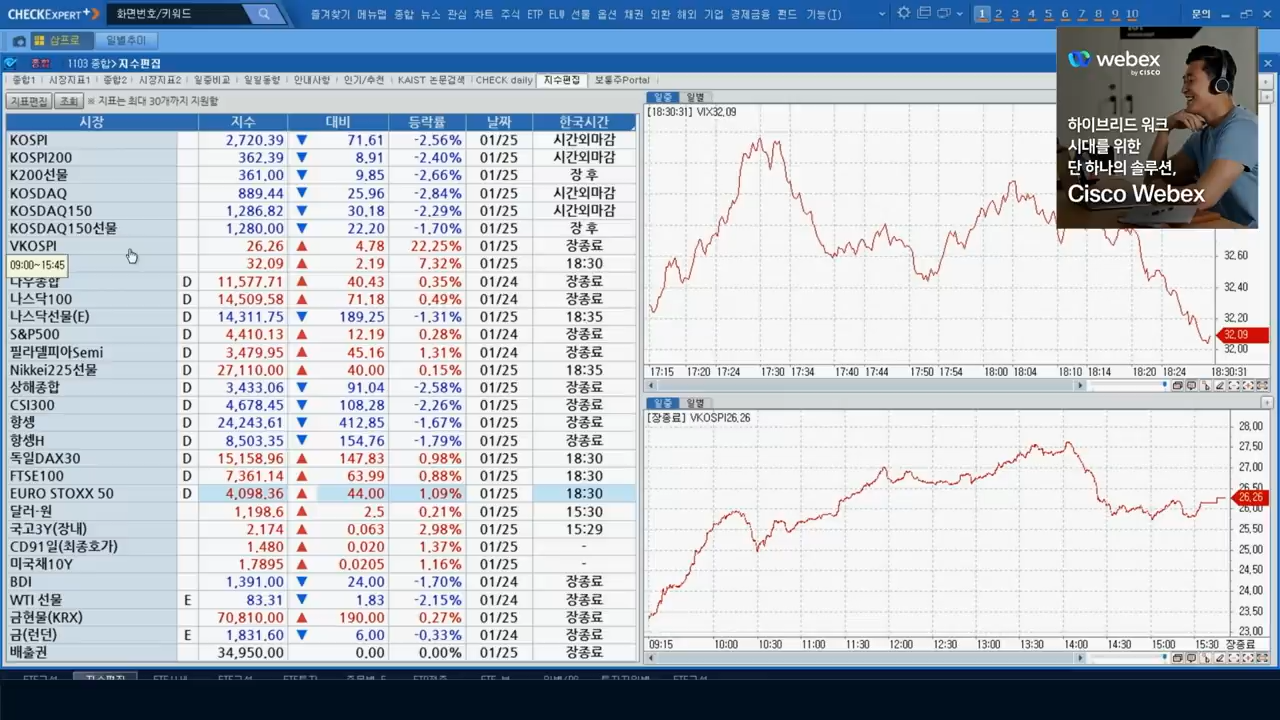 CHECKEXPERT+ 화면번호/키워드 즐겨찾기 메뉴맵 종합 뉴스 관심 차트 주식 ETP ELW 선물 옵션 채권 외환 해외 기업 경제금융 펀드 기능(T) 1 2 3 4 5 6 7 8 9 10 문의
삼프로 일별추이
종합 1103 종합>지수편집
종합1 시장지표1 종합2 시장지표2 일중비교 일일동향 안내사항 인기/추천 KAIST 논문검색 CHECK daily 지수편집 보통주Portal
지표편집 조회 ※ 지표는 최대 30개까지 지원함
시장 지수 대비 등락률 날짜 한국시간
KOSPI 2,720.39 ▼ 71.61 -2.56% 01/25 시간외마감
KOSPI200 362.39 ▼ 8.91 -2.40% 01/25 시간외마감
K200선물 361.00 ▼ 9.85 -2.66% 01/25 장 후
KOSDAQ 889.44 ▼ 25.96 -2.84% 01/25 시간외마감
KOSDAQ150 1,286.82 ▼ 30.18 -2.29% 01/25 시간외마감
KOSDAQ150선물 1,280.00 ▼ 22.20 -1.70% 01/25 장 후
VKOSPI 26.26 ▲ 4.78 22.25% 01/25 장종료
09:00~15:45 32.09 ▲ 2.19 7.32% 01/25 18:30
다우종합 D 11,577.71 ▲ 40.43 0.35% 01/24 장종료
나스닥100 D 14,509.58 ▲ 71.18 0.49% 01/24 장종료
나스닥선물(E) D 14,311.75 ▼ 189.25 -1.31% 01/25 18:35
S&P500 D 4,410.13 ▲ 12.19 0.28% 01/24 장종료
필라델피아Semi D 3,479.95 ▲ 45.16 1.31% 01/24 장종료
Nikkei225선물 D 27,110.00 ▲ 40.00 0.15% 01/25 18:35
상해종합 D 3,433.06 ▼ 91.04 -2.58% 01/25 장종료
CSI300 D 4,678.45 ▼ 108.28 -2.26% 01/25 장종료
항셍 D 24,243.61 ▼ 412.85 -1.67% 01/25 장종료
항셍H D 8,503.35 ▼ 154.76 -1.79% 01/25 장종료
독일DAX30 D 15,158.96 ▲ 147.83 0.98% 01/25 18:30
FTSE100 D 7,361.14 ▲ 63.99 0.88% 01/25 18:30
EURO STOXX 50 D 4,098.36 ▲ 44.00 1.09% 01/25 18:30
달러-원 1,198.6 ▲ 2.5 0.21% 01/25 15:30
국고3Y(장내) 2.174 ▲ 0.063 2.98% 01/25 15:29
CD91일(최종호가) 1.480 ▲ 0.020 1.37% 01/25 -
미국채10Y 1.7895 ▲ 0.0205 1.16% 01/25 -
BDI 1,391.00 ▼ 24.00 -1.70% 01/24 장종료
WTI 선물 E 83.31 ▼ 1.83 -2.15% 01/24 장종료
금현물(KRX) 70,810.00 ▲ 190.00 0.27% 01/25 장종료
금(런던) E 1,831.60 ▼ 6.00 -0.33% 01/24 장종료
배출권 34,950.00 0.00 0.00% 01/25 장종료
일중 일별
[18:30:31] VIX32.09
32.60
32.40
32.20
32.09
32.00
17:15 17:20 17:24 17:30 17:34 17:40 17:44 17:50 17:54 18:00 18:04 18:10 18:14 18:20 18:24 18:30:31
일중 일별
[장종료] VKOSPI26.26
28.00
27.50
27.00
26.50
26.26
26.00
25.50
25.00
24.50
24.00
23.50
23.00
09:15 10:00 10:30 11:00 11:30 12:00 12:30 13:00 13:30 14:00 14:30 15:00 15:30 장종료
webex
by CISCO
하이브리드 워크
시대를 위한
단 하나의 솔루션,
Cisco Webex
지수편집